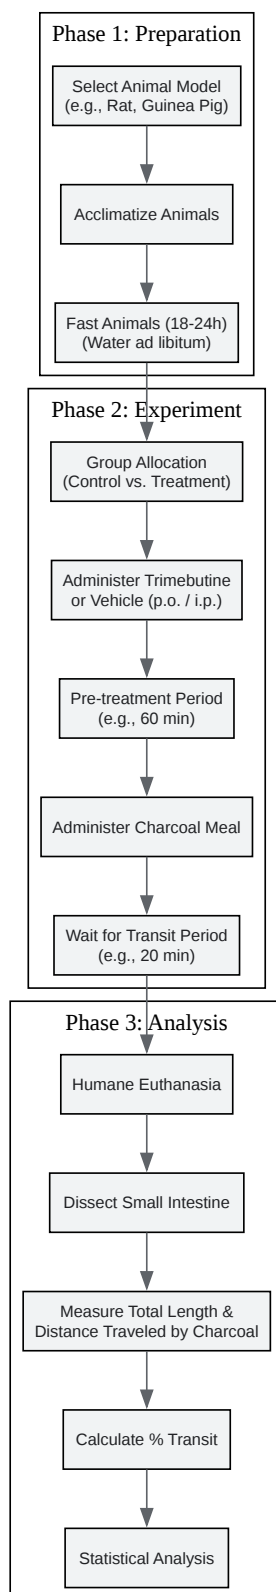 Phase 1: Preparation
Select Animal Model
(e.g., Rat, Guinea Pig)
Acclimatize Animals
Fast Animals (18-24h)
(Water ad libitum)
Phase 2: Experiment
Group Allocation
(Control vs. Treatment)
Administer Trimebutine
or Vehicle (p.o. / i.p.)
Pre-treatment Period
(e.g., 60 min)
Administer Charcoal Meal
Wait for Transit Period
(e.g., 20 min)
Phase 3: Analysis
Humane Euthanasia
Dissect Small Intestine
Measure Total Length &
Distance Traveled by Charcoal
Calculate % Transit
Statistical Analysis